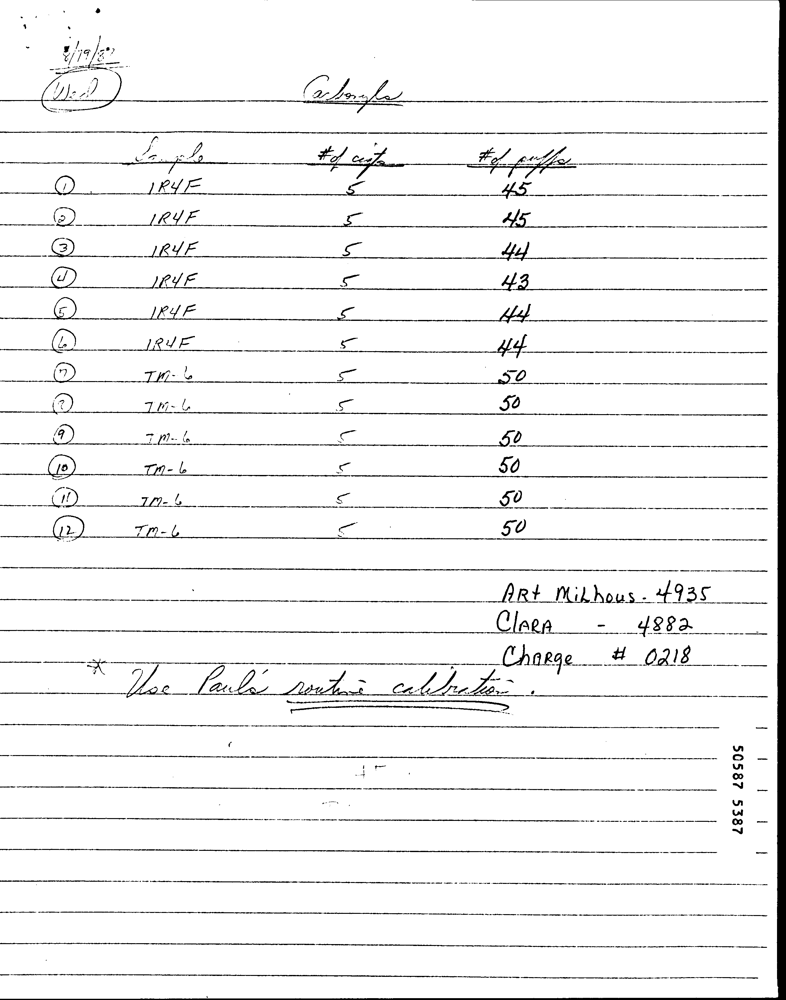 8/19/87
Wed
Carbonyls
Sample # of cigts # of puffs
① 1R4F 5 45
② 1R4F 5 45
③ 1R4F 5 44
④ 1R4F 5 43
⑤ 1R4F 5 44
⑥ 1R4F 5 44
⑦ TM-6 5 50
⑧ TM-6 5 50
⑨ TM-6 5 50
⑩ TM-6 5 50
⑪ TM-6 5 50
⑫ TM-6 5 50
ARt MiLhous - 4935
CLARA - 4882
ChARge # 0218
* Use Paul's routine calibration.
50587 5387